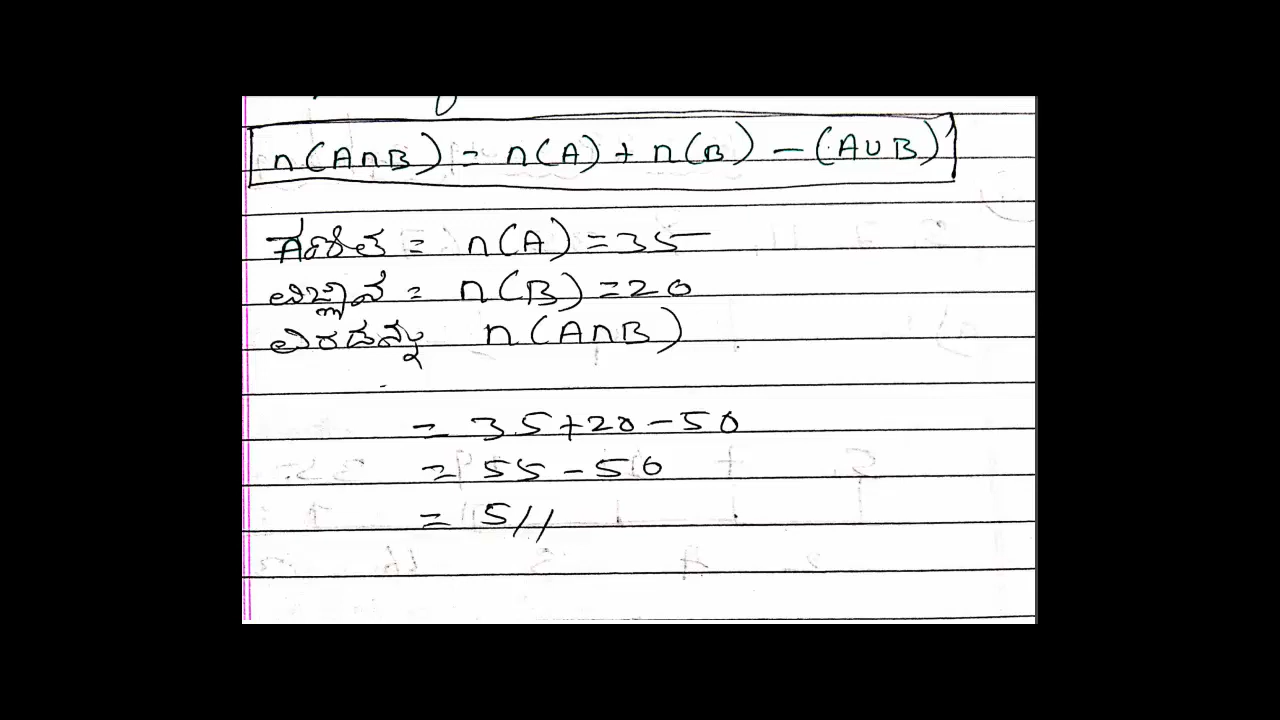 n(A∩B) = n(A) + n(B) – (A∪B)
ಗಣಿತ = n(A) = 35
ವಿಜ್ಞಾನ = n(B) = 20
ಎರಡನ್ನು n(A∩B)
= 35+20–50
= 55–50
= 5//